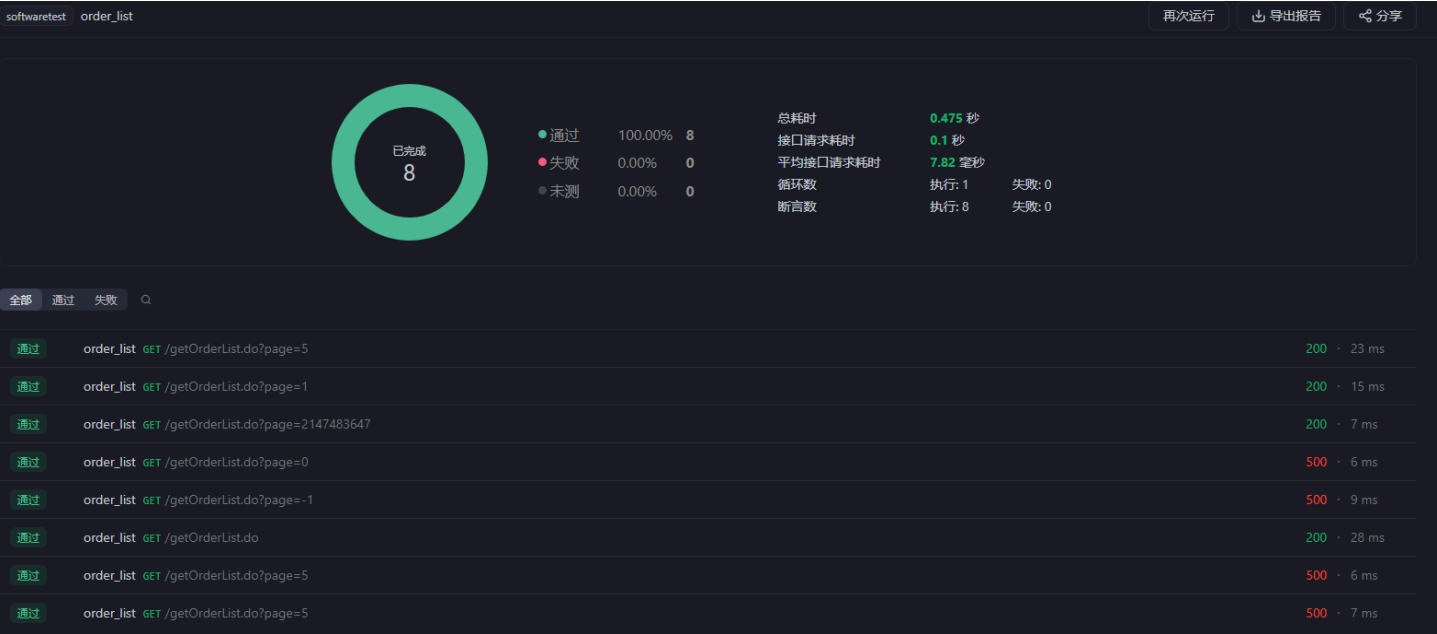 softwaretest order_list 再次运行 导出报告 分享
已完成
8
通过 100.00% 8
失败 0.00% 0
未测 0.00% 0
总耗时 0.475 秒
接口请求耗时 0.1 秒
平均接口请求耗时 7.82 毫秒
循环数 执行: 1 失败: 0
断言数 执行: 8 失败: 0
全部 通过 失败
通过 order_list GET /getOrderList.do?page=5 200 · 23 ms
通过 order_list GET /getOrderList.do?page=1 200 · 15 ms
通过 order_list GET /getOrderList.do?page=2147483647 200 · 7 ms
通过 order_list GET /getOrderList.do?page=0 500 · 6 ms
通过 order_list GET /getOrderList.do?page=-1 500 · 9 ms
通过 order_list GET /getOrderList.do 200 · 28 ms
通过 order_list GET /getOrderList.do?page=5 500 · 6 ms
通过 order_list GET /getOrderList.do?page=5 500 · 7 ms